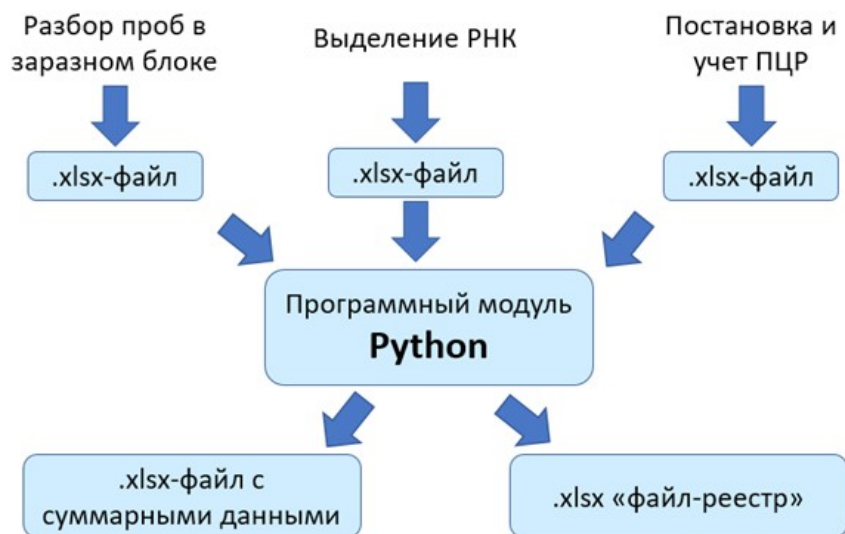 Разбор проб в
заразном блоке
Выделение РНК
Постановка и
учет ПЦР
.xlsx-файл
.xlsx-файл
.xlsx-файл
Программный модуль
Python
.xlsx-файл с
суммарными данными
.xlsx «файл-реестр»